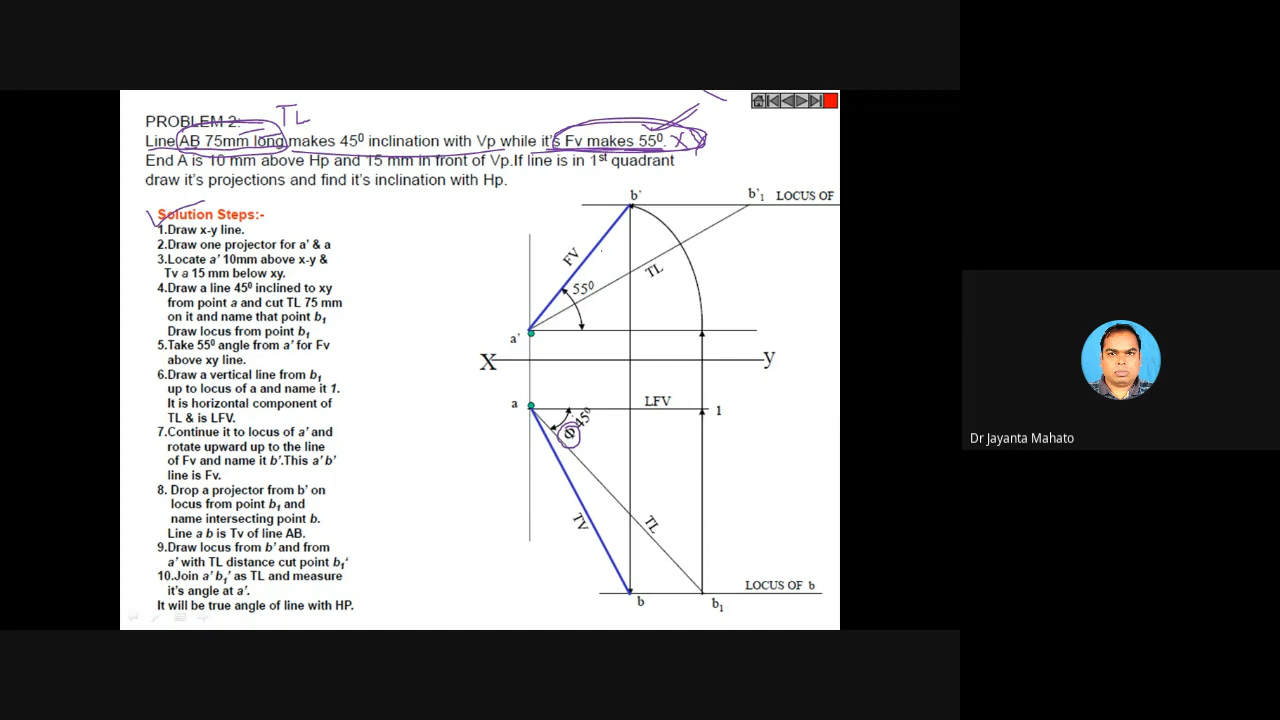 PROBLEM 2:
TL
Line AB 75mm long makes 45⁰ inclination with Vp while it's Fv makes 55⁰. XY
End A is 10 mm above Hp and 15 mm in front of Vp.If line is in 1st quadrant
draw it's projections and find it's inclination with Hp.
Solution Steps:-
1.Draw x-y line.
2.Draw one projector for a' & a
3.Locate a' 10mm above x-y &
Tv a 15 mm below xy.
4.Draw a line 45⁰ inclined to xy
from point a and cut TL 75 mm
on it and name that point b₁
Draw locus from point b₁
5.Take 55⁰ angle from a' for Fv
above xy line.
6.Draw a vertical line from b₁
up to locus of a and name it 1.
It is horizontal component of
TL & is LFV.
7.Continue it to locus of a' and
rotate upward up to the line
of Fv and name it b'.This a' b'
line is Fv.
8. Drop a projector from b' on
locus from point b₁ and
name intersecting point b.
Line a b is Tv of line AB.
9.Draw locus from b' and from
a' with TL distance cut point b₁'
10.Join a' b₁' as TL and measure
it's angle at a'.
It will be true angle of line with HP.
b'
b'₁
LOCUS OF
FV
TL
55⁰
a'
X
y
a
LFV
1
45⁰
Φ
TV
TL
LOCUS OF b
b
b₁
Dr Jayanta Mahato